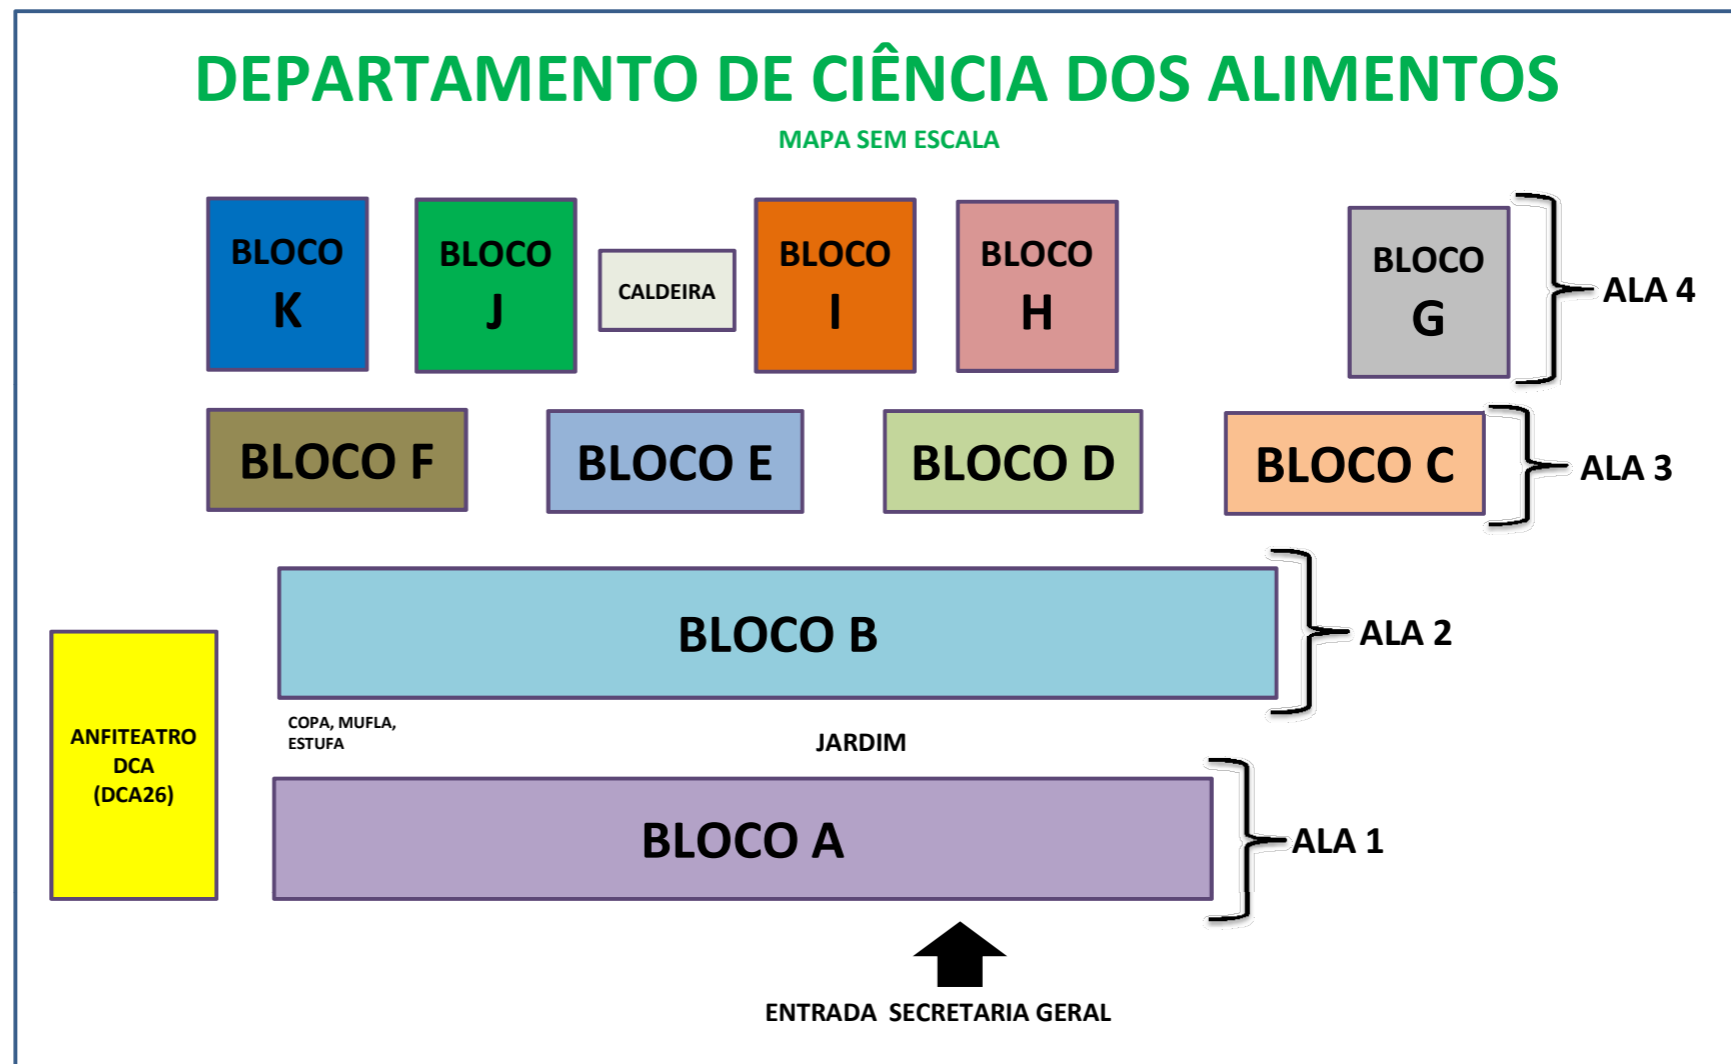 DEPARTAMENTO DE CIÊNCIA DOS ALIMENTOS
MAPA SEM ESCALA
BLOCO
K
BLOCO
J
CALDEIRA
BLOCO
I
BLOCO
H
BLOCO
G
ALA 4
BLOCO F
BLOCO E
BLOCO D
BLOCO C
ALA 3
BLOCO B
ALA 2
ANFITEATRO
DCA
(DCA26)
COPA, MUFLA,
ESTUFA
JARDIM
BLOCO A
ALA 1
ENTRADA  SECRETARIA GERAL